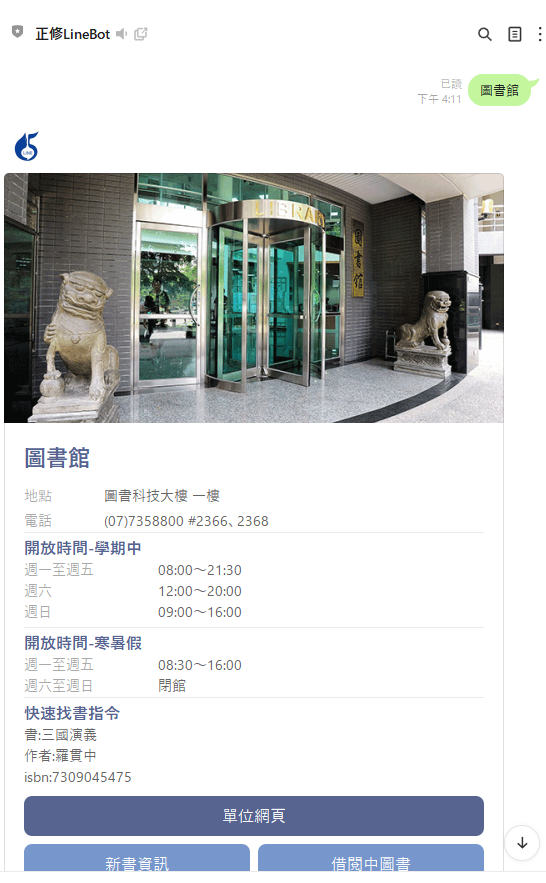 正修LineBot
已讀
下午 4:11
圖書館
LINE
LIBRAR
圖書館
圖書館
地點 圖書科技大樓 一樓
電話 (07)7358800 #2366、2368
開放時間-學期中
週一至週五 08:00～21:30
週六 12:00～20:00
週日 09:00～16:00
開放時間-寒暑假
週一至週五 08:30～16:00
週六至週日 閉館
快速找書指令
書:三國演義
作者:羅貫中
isbn:7309045475
單位網頁
新書資訊 借閱中圖書